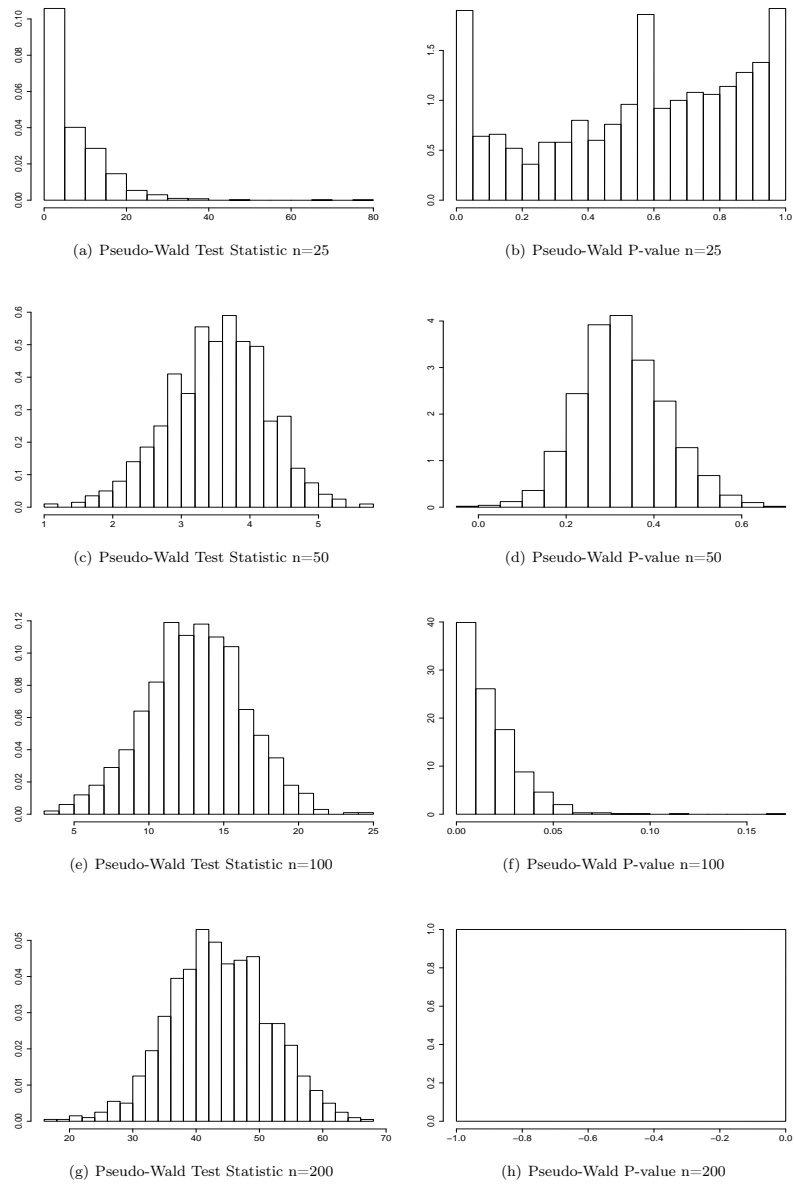 0.00 0.02 0.04 0.06 0.08 0.10
0 20 40 60 80
(a) Pseudo-Wald Test Statistic n=25
0.0 0.5 1.0 1.5
0.0 0.2 0.4 0.6 0.8 1.0
(b) Pseudo-Wald P-value n=25
0.0 0.1 0.2 0.3 0.4 0.5 0.6
1 2 3 4 5
(c) Pseudo-Wald Test Statistic n=50
0 1 2 3 4
0.0 0.2 0.4 0.6
(d) Pseudo-Wald P-value n=50
0.00 0.02 0.04 0.06 0.08 0.10 0.12
5 10 15 20 25
(e) Pseudo-Wald Test Statistic n=100
0 10 20 30 40
0.00 0.05 0.10 0.15
(f) Pseudo-Wald P-value n=100
0.00 0.01 0.02 0.03 0.04 0.05
20 30 40 50 60 70
(g) Pseudo-Wald Test Statistic n=200
0.0 0.2 0.4 0.6 0.8 1.0
−1.0 −0.8 −0.6 −0.4 −0.2 0.0
(h) Pseudo-Wald P-value n=200